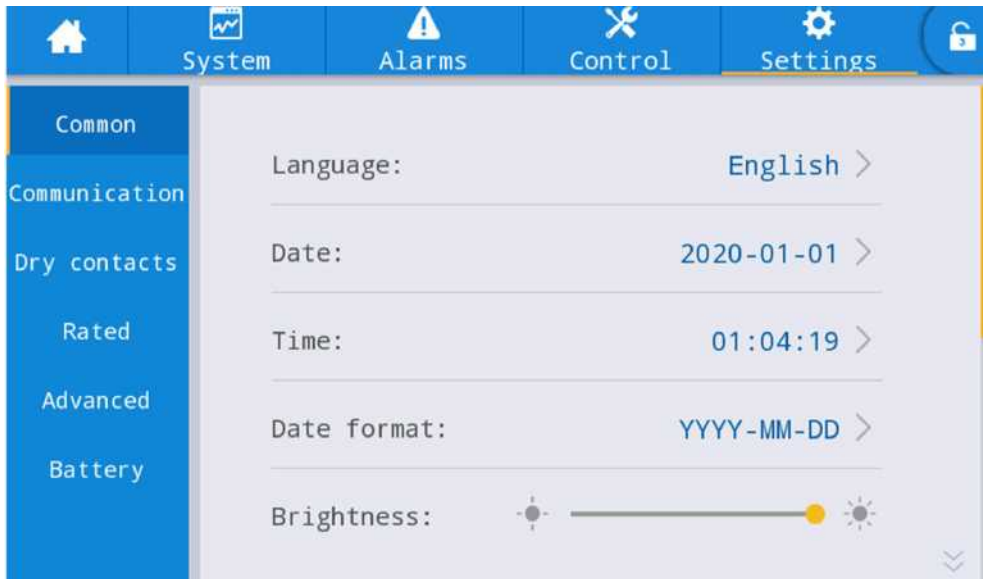 System Alarms Control Settings
Common
Communication
Dry contacts
Rated
Advanced
Battery
Language: English
Date: 2020-01-01
Time: 01:04:19
Date format: YYYY-MM-DD
Brightness: